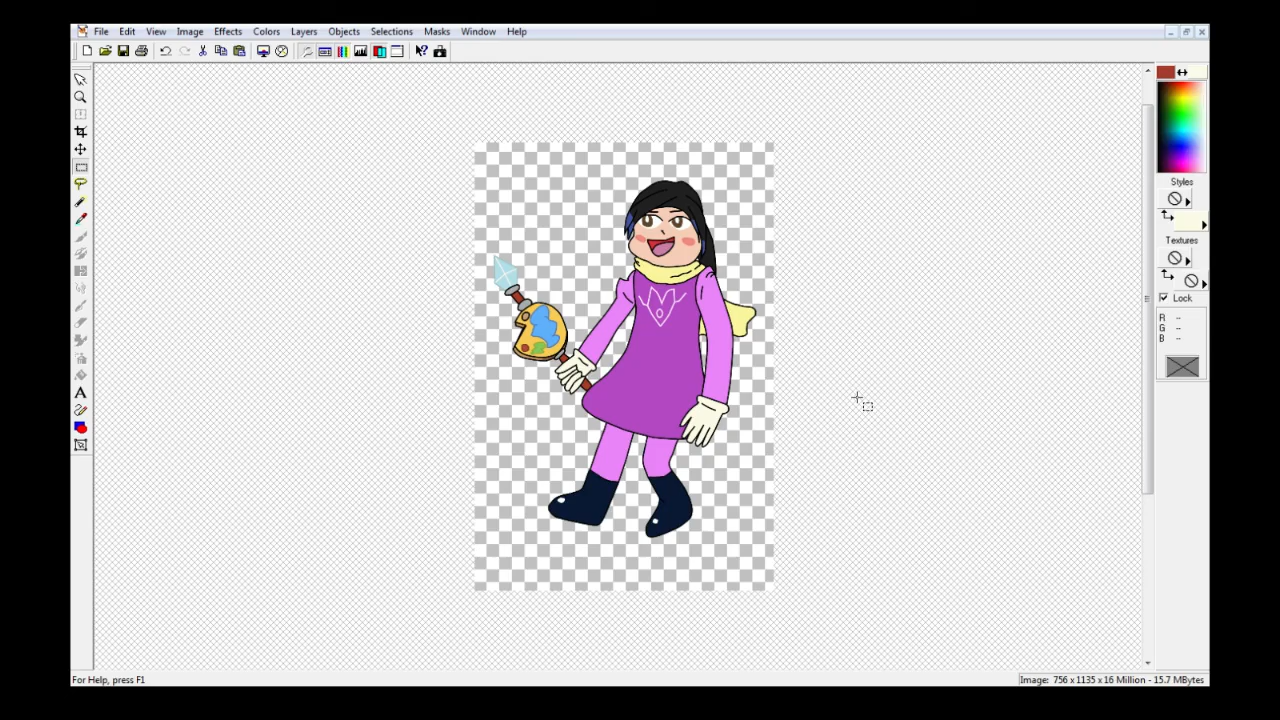 File Edit View Image Effects Colors Layers Objects Selections Masks Window Help
Styles
Textures
Lock
R --
G --
B --
For Help, press F1
Image: 756 x 1135 x 16 Million - 15.7 MBytes